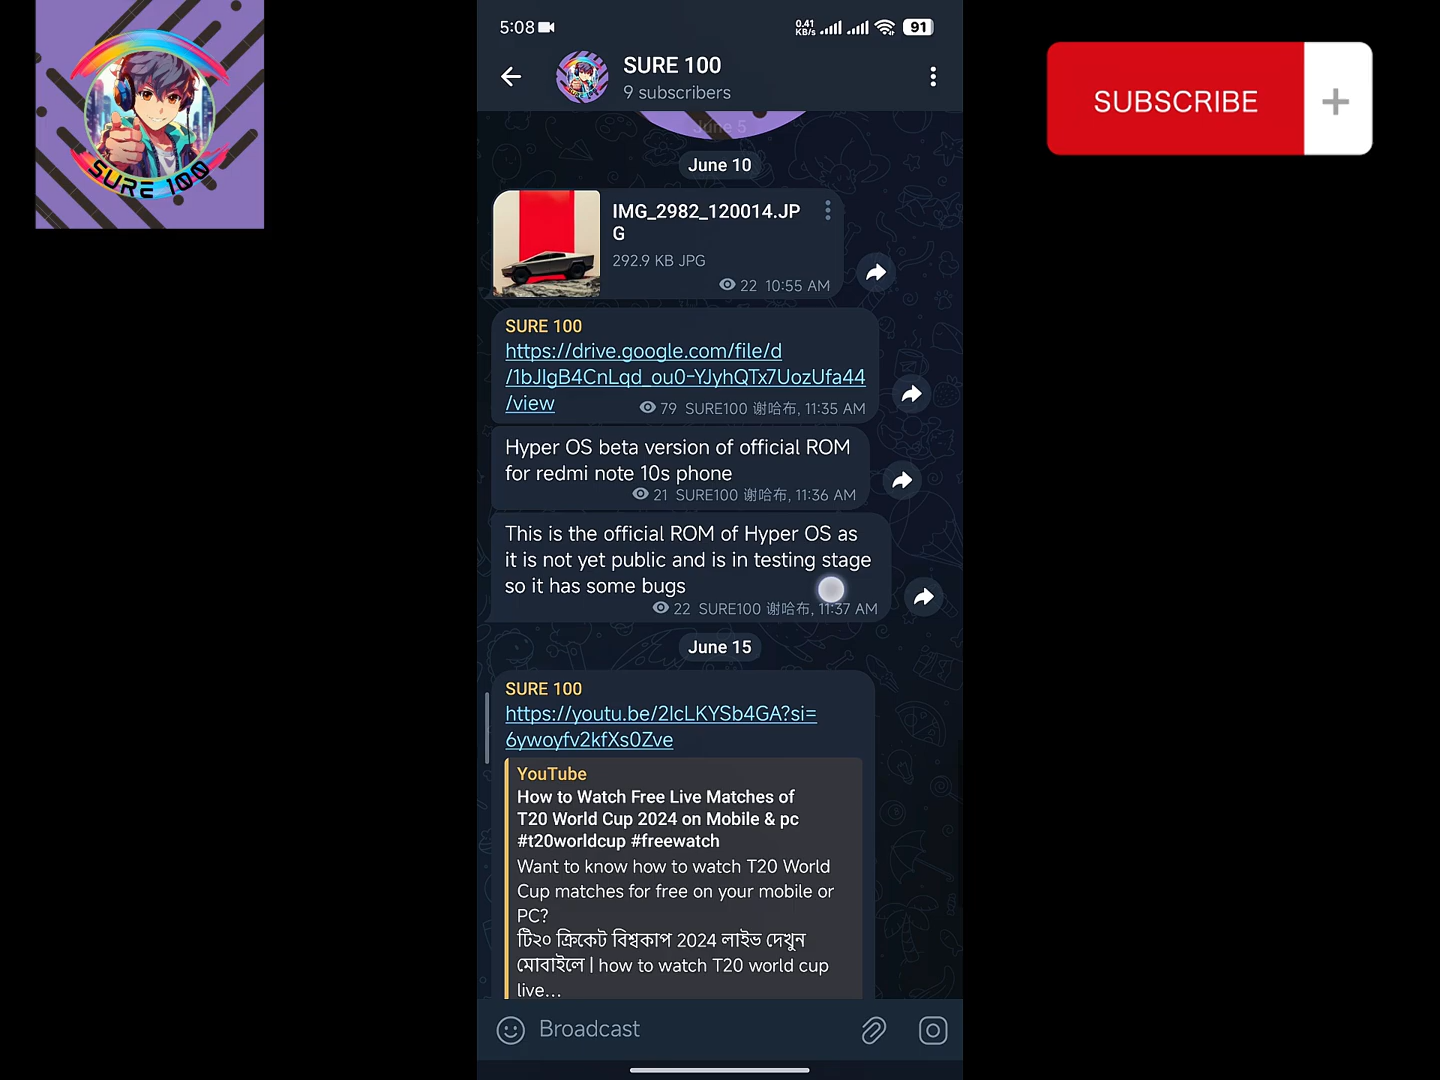 SURE 100
5:08
0.41
KB/s
91
SURE 100
9 subscribers
SUBSCRIBE +
June 5
June 10
IMG_2982_120014.JP
G
292.9 KB JPG
22 10:55 AM
SURE 100
https://drive.google.com/file/d
/1bJIgB4CnLqd_ou0-YJyhQTx7UozUfa44
/view
79 SURE100 谢哈布, 11:35 AM
Hyper OS beta version of official ROM
for redmi note 10s phone
21 SURE100 谢哈布, 11:36 AM
This is the official ROM of Hyper OS as
it is not yet public and is in testing stage
so it has some bugs
22 SURE100 谢哈布, 11:37 AM
June 15
SURE 100
https://youtu.be/2IcLKYSb4GA?si=
6ywoyfv2kfXs0Zve
YouTube
How to Watch Free Live Matches of
T20 World Cup 2024 on Mobile & pc
#t20worldcup #freewatch
Want to know how to watch T20 World
Cup matches for free on your mobile or
PC?
টি২০ ক্রিকেট বিশ্বকাপ 2024 লাইভ দেখুন
মোবাইলে | how to watch T20 world cup
live...
Broadcast